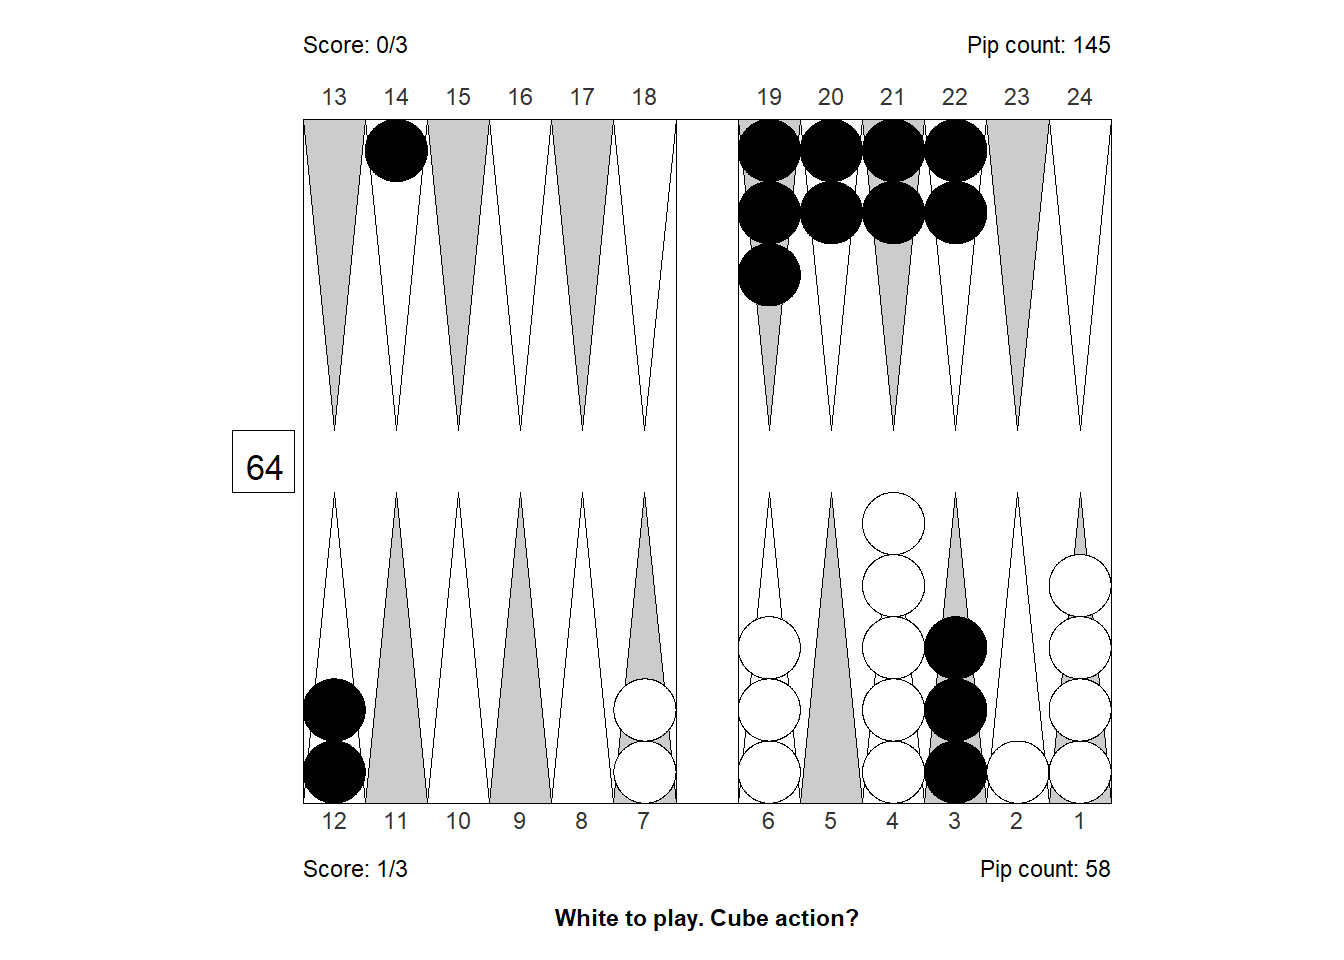 Score: 0/3 Pip count: 145
13 14 15 16 17 18 19 20 21 22 23 24
64
12 11 10 9 8 7 6 5 4 3 2 1
Score: 1/3 Pip count: 58
White to play. Cube action?